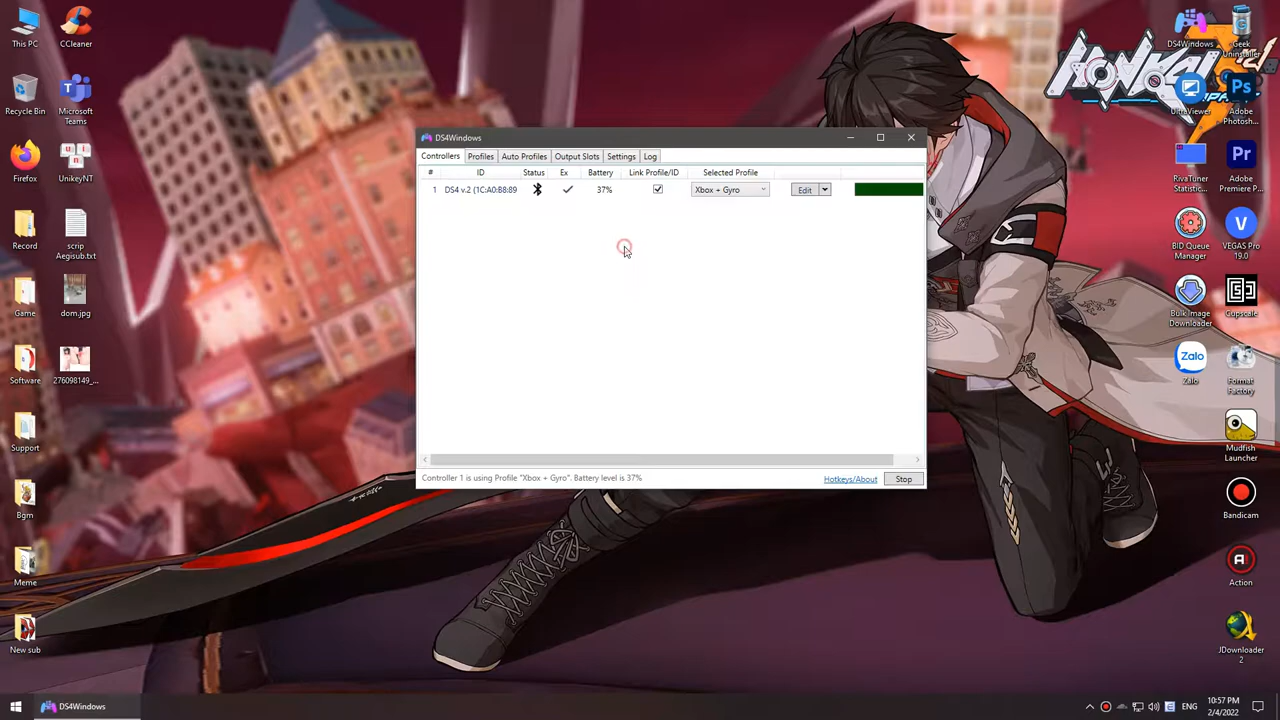 This PC
CCleaner
Recycle Bin
Microsoft
Teams
Firefox
UnikeyNT
Record
scrip
Aegisub.txt
Game
dom.jpg
Software
276098149_...
Support
Bgm
Meme
New sub
DS4Windows
Controllers
Profiles
Auto Profiles
Output Slots
Settings
Log
# ID Status Ex Battery Link Profile/ID Selected Profile
1 DS4 v.2 (1C:A0:B8:89 37% Xbox + Gyro Edit
Controller 1 is using Profile "Xbox + Gyro". Battery level is 37%
Hotkeys/About
Stop
HONKAI
DS4Windows
Geek
Uninstaller
UltraViewer
Adobe
Photosh...
RivaTuner
Statistics ...
Adobe
Premiere P...
BID Queue
Manager
VEGAS Pro
19.0
Bulk Image
Downloader
Cupscale
Zalo
Zalo
Format
Factory
Mudfish
Launcher
Bandicam
Action
JDownloader
2
DS4Windows
ENG
10:57 PM
2/4/2022